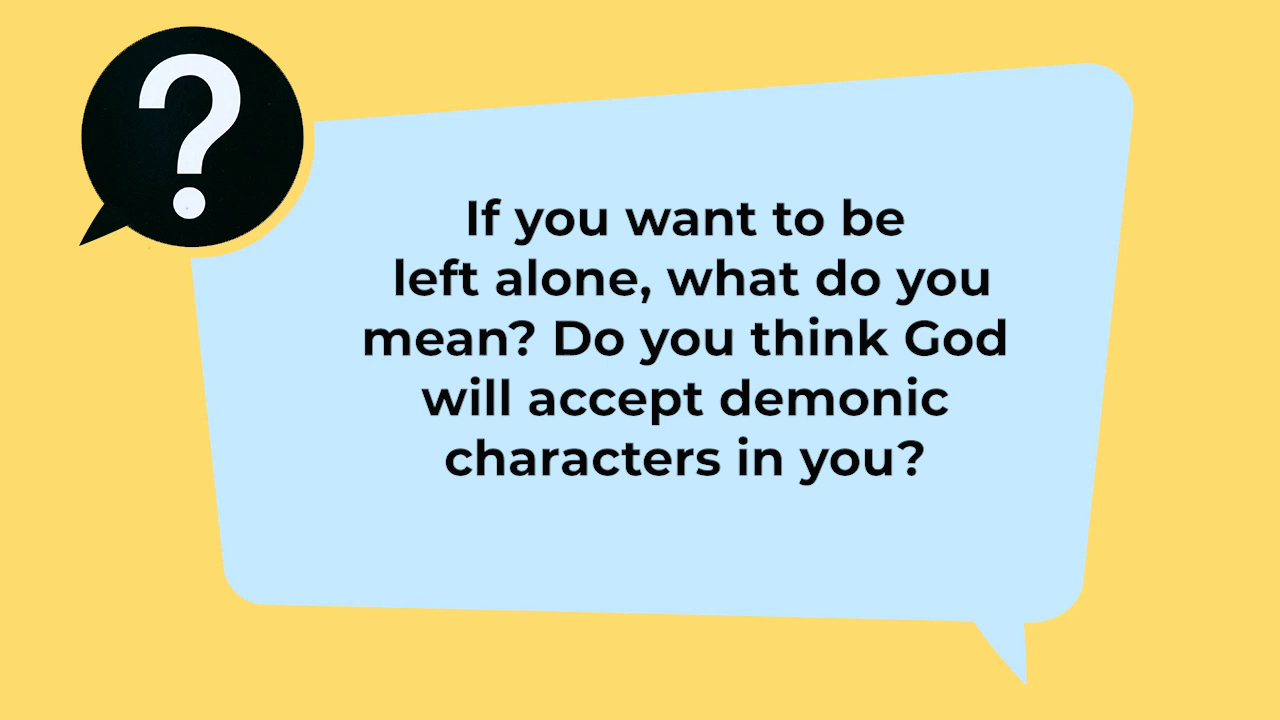 ?
If you want to be
left alone, what do you
mean? Do you think God
will accept demonic
characters in you?